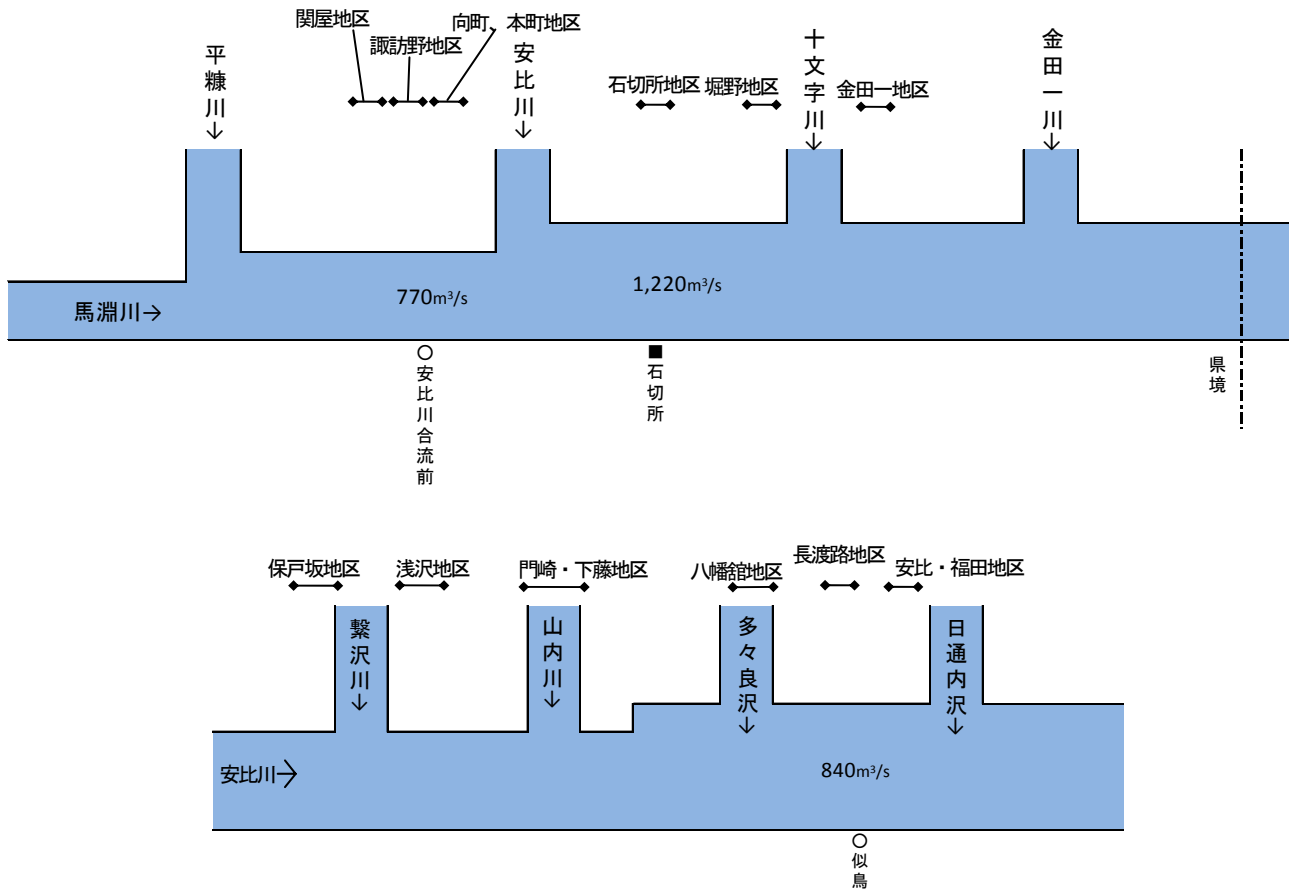 関屋地区
諏訪野地区
向町、本町地区
平糠川↓
安比川↓
石切所地区
堀野地区
十文字川↓
金田一地区
金田一川↓
馬淵川→
770m³/s
1,220m³/s
○安比川合流前
■石切所
県境
保戸坂地区
浅沢地区
門崎・下藤地区
八幡舘地区
長渡路地区
安比・福田地区
繋沢川↓
山内川↓
多々良沢↓
日通内沢↓
安比川→
840m³/s
○似鳥